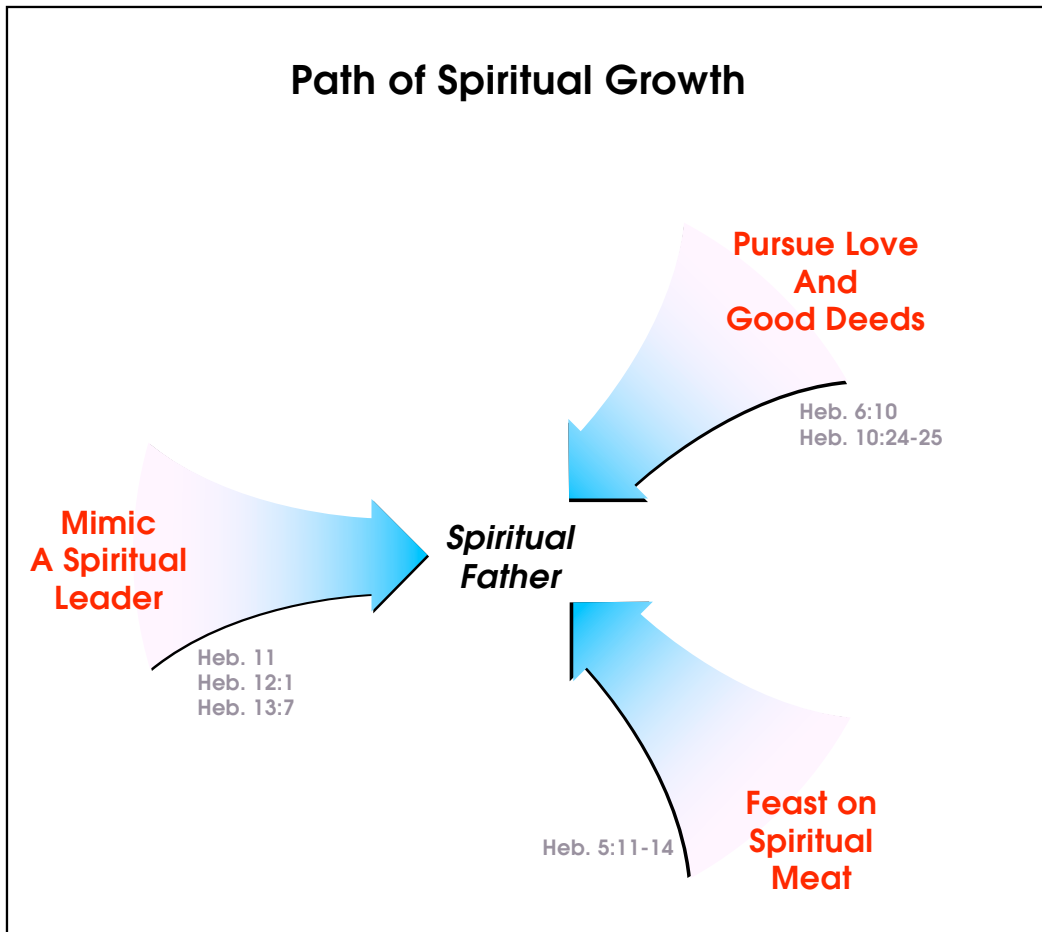 Path of Spiritual Growth
Pursue Love
And
Good Deeds
Heb. 6:10
Heb. 10:24-25
Mimic
A Spiritual
Leader
Heb. 11
Heb. 12:1
Heb. 13:7
Spiritual
Father
Feast on
Spiritual
Meat
Heb. 5:11-14